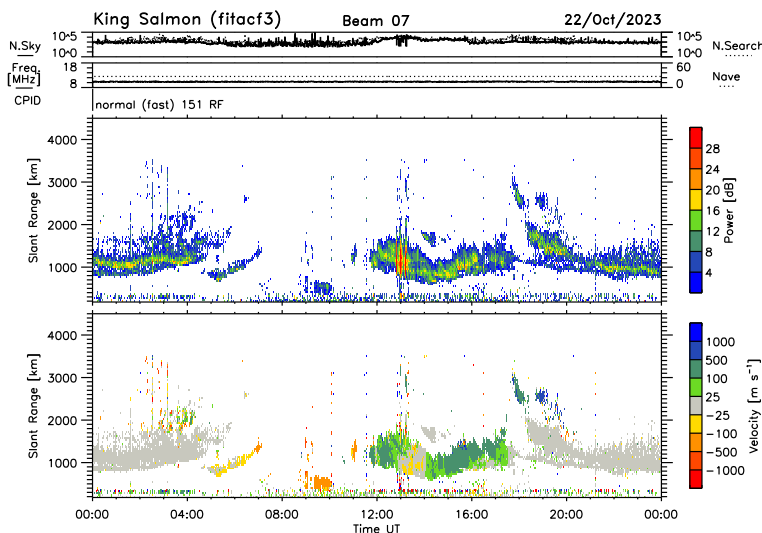 King Salmon (fitacf3) Beam 07 22/Oct/2023
N.Sky 10^5 10^0 10^5 10^0 N.Search
Freq. [MHz] 18 8 60 0 Nave
CPID normal (fast) 151 RF
Slant Range [km] 4000 3000 2000 1000
28 24 20 16 12 8 4 Power [dB]
Slant Range [km] 4000 3000 2000 1000
1000 500 100 25 -25 -100 -500 -1000 Velocity [m s^-1]
00:00 04:00 08:00 12:00 16:00 20:00 00:00
Time UT